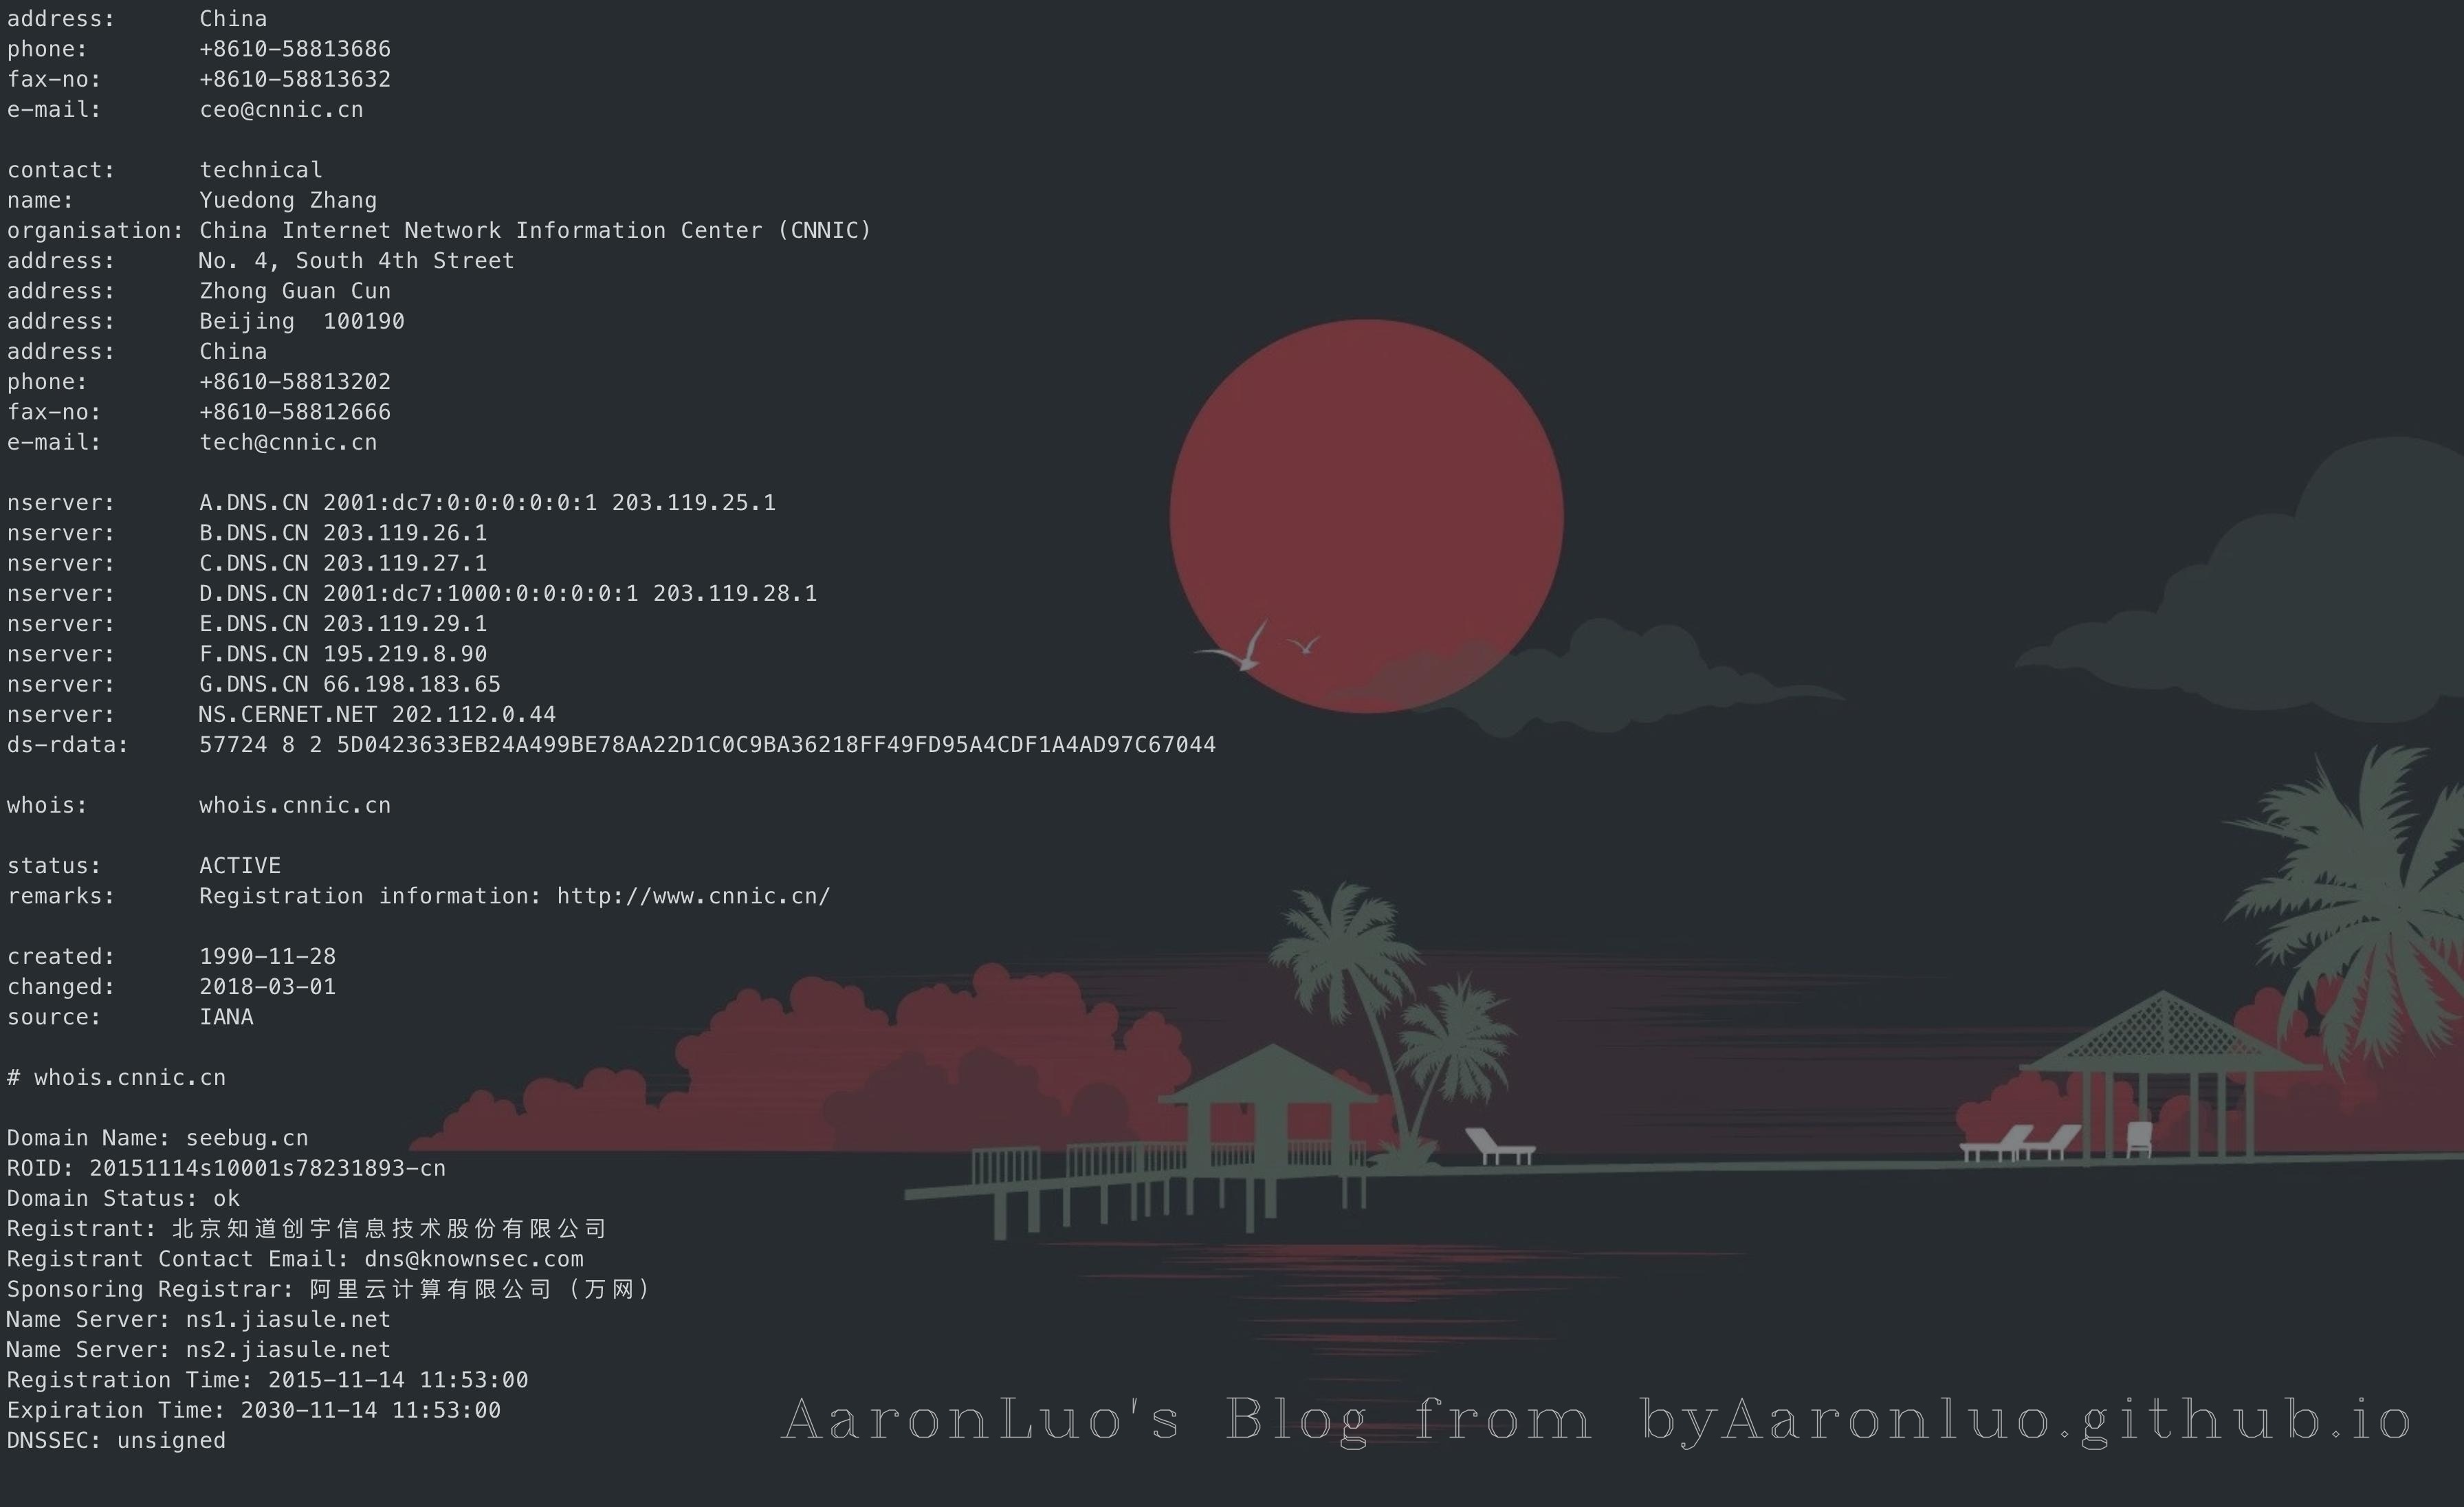 address:      China
phone:        +8610-58813686
fax-no:       +8610-58813632
e-mail:       ceo@cnnic.cn
contact:      technical
name:         Yuedong Zhang
organisation: China Internet Network Information Center (CNNIC)
address:      No. 4, South 4th Street
address:      Zhong Guan Cun
address:      Beijing  100190
address:      China
phone:        +8610-58813202
fax-no:       +8610-58812666
e-mail:       tech@cnnic.cn
nserver:      A.DNS.CN 2001:dc7:0:0:0:0:0:1 203.119.25.1
nserver:      B.DNS.CN 203.119.26.1
nserver:      C.DNS.CN 203.119.27.1
nserver:      D.DNS.CN 2001:dc7:1000:0:0:0:0:1 203.119.28.1
nserver:      E.DNS.CN 203.119.29.1
nserver:      F.DNS.CN 195.219.8.90
nserver:      G.DNS.CN 66.198.183.65
nserver:      NS.CERNET.NET 202.112.0.44
ds-rdata:     57724 8 2 5D0423633EB24A499BE78AA22D1C0C9BA36218FF49FD95A4CDF1A4AD97C67044
whois:        whois.cnnic.cn
status:       ACTIVE
remarks:      Registration information: http://www.cnnic.cn/
created:      1990-11-28
changed:      2018-03-01
source:       IANA
# whois.cnnic.cn
Domain Name: seebug.cn
ROID: 20151114s10001s78231893-cn
Domain Status: ok
Registrant: 北京知道创宇信息技术股份有限公司
Registrant Contact Email: dns@knownsec.com
Sponsoring Registrar: 阿里云计算有限公司（万网）
Name Server: ns1.jiasule.net
Name Server: ns2.jiasule.net
Registration Time: 2015-11-14 11:53:00
Expiration Time: 2030-11-14 11:53:00
DNSSEC: unsigned
AaronLuo's Blog from byAaronluo.github.io